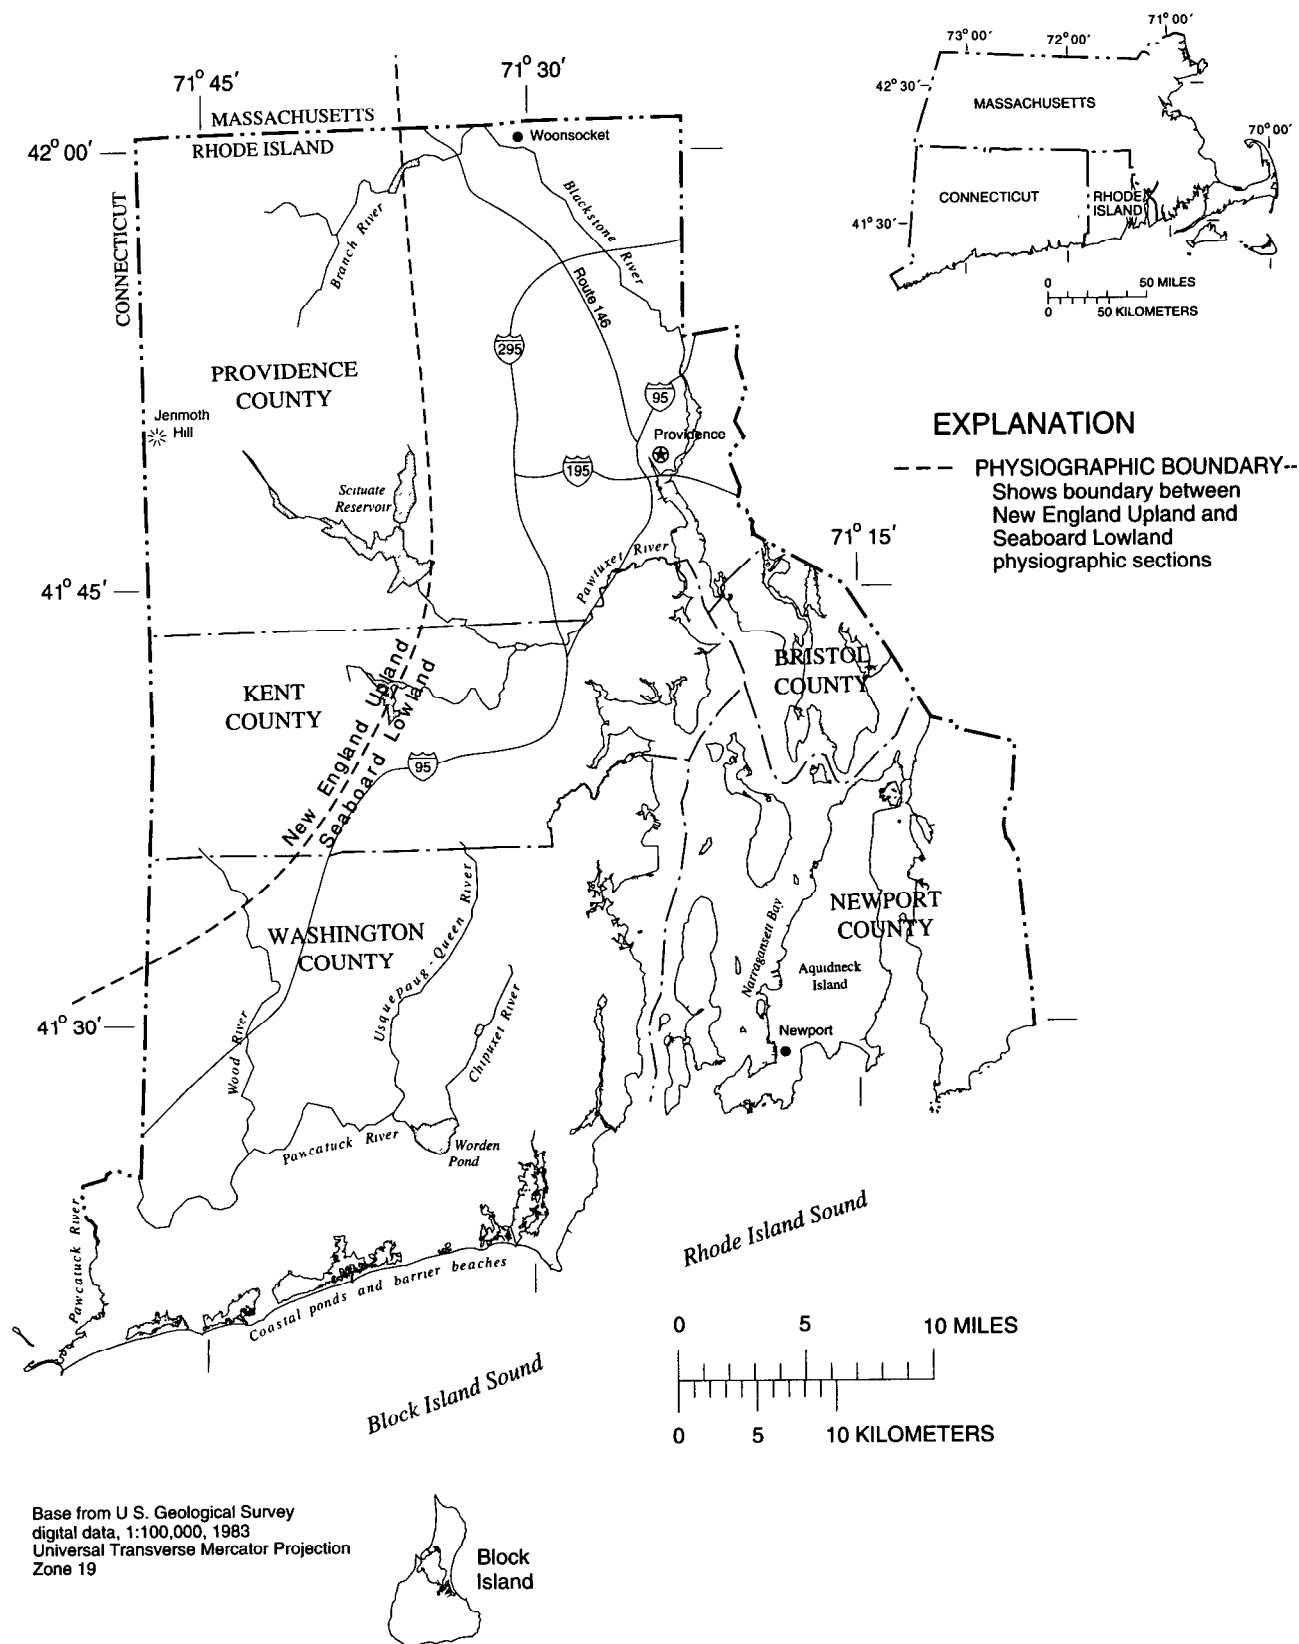 71° 45′
71° 30′
MASSACHUSETTS
RHODE ISLAND
42° 00′
Woonsocket
CONNECTICUT
Branch River
Blackstone River
Route 146
295
PROVIDENCE
COUNTY
95
Jerimoth
Hill
Providence
195
Scituate
Reservoir
71° 15′
Pawtuxet River
41° 45′
BRISTOL
COUNTY
KENT
COUNTY
New England Upland
Seaboard Lowland
95
NEWPORT
COUNTY
WASHINGTON
COUNTY
Usquepaug-Queen River
Narragansett Bay
Aquidneck
Island
41° 30′
Wood River
Chipuxet River
Newport
Pawcatuck River
Worden
Pond
Pawcatuck River
Coastal ponds and barrier beaches
Rhode Island Sound
Block Island Sound
0 5 10 MILES
0 5 10 KILOMETERS
Base from U S. Geological Survey
digital data, 1:100,000, 1983
Universal Transverse Mercator Projection
Zone 19
Block
Island
73° 00′
72° 00′
71° 00′
42° 30′
MASSACHUSETTS
70° 00′
CONNECTICUT
RHODE
ISLAND
41° 30′
0 50 MILES
0 50 KILOMETERS
EXPLANATION
PHYSIOGRAPHIC BOUNDARY--
Shows boundary between
New England Upland and
Seaboard Lowland
physiographic sections